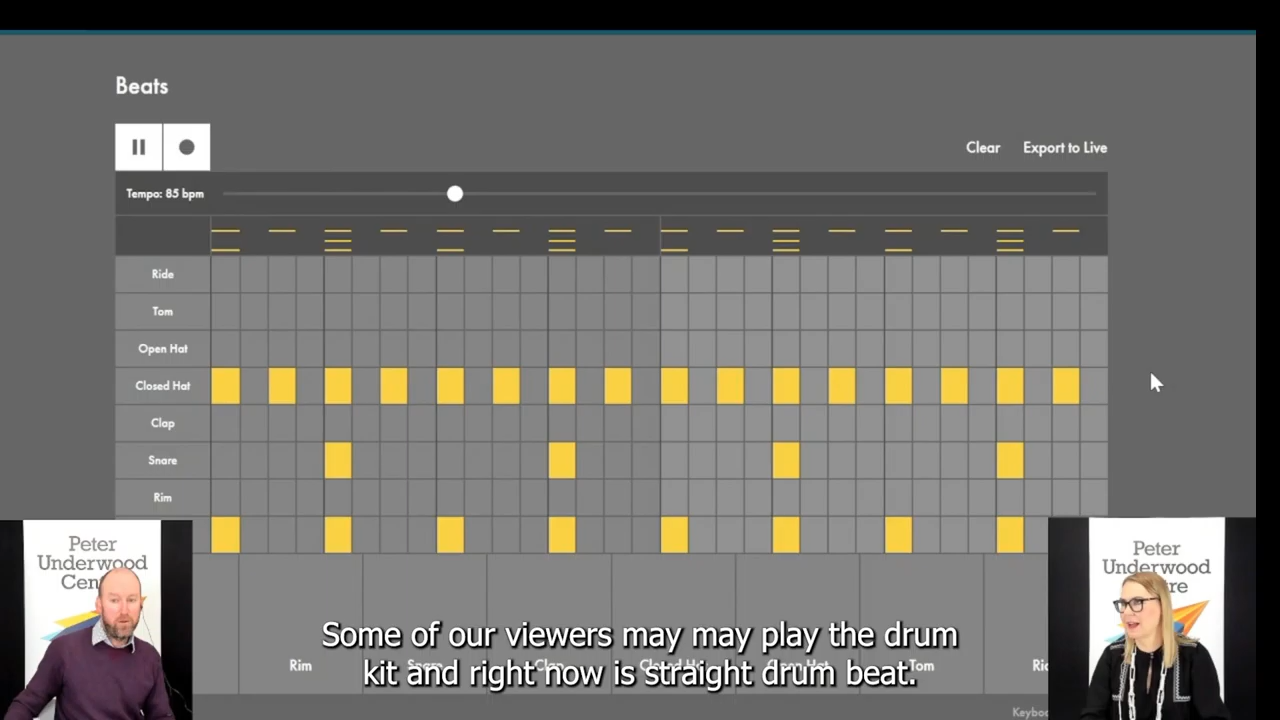 Beats
Clear Export to Live
Tempo: 85 bpm
Ride
Tom
Open Hat
Closed Hat
Clap
Snare
Rim
Peter
Underwood
Peter
Underwood
Rim Tom
Some of our viewers may may play the drum
kit and right now is straight drum beat.